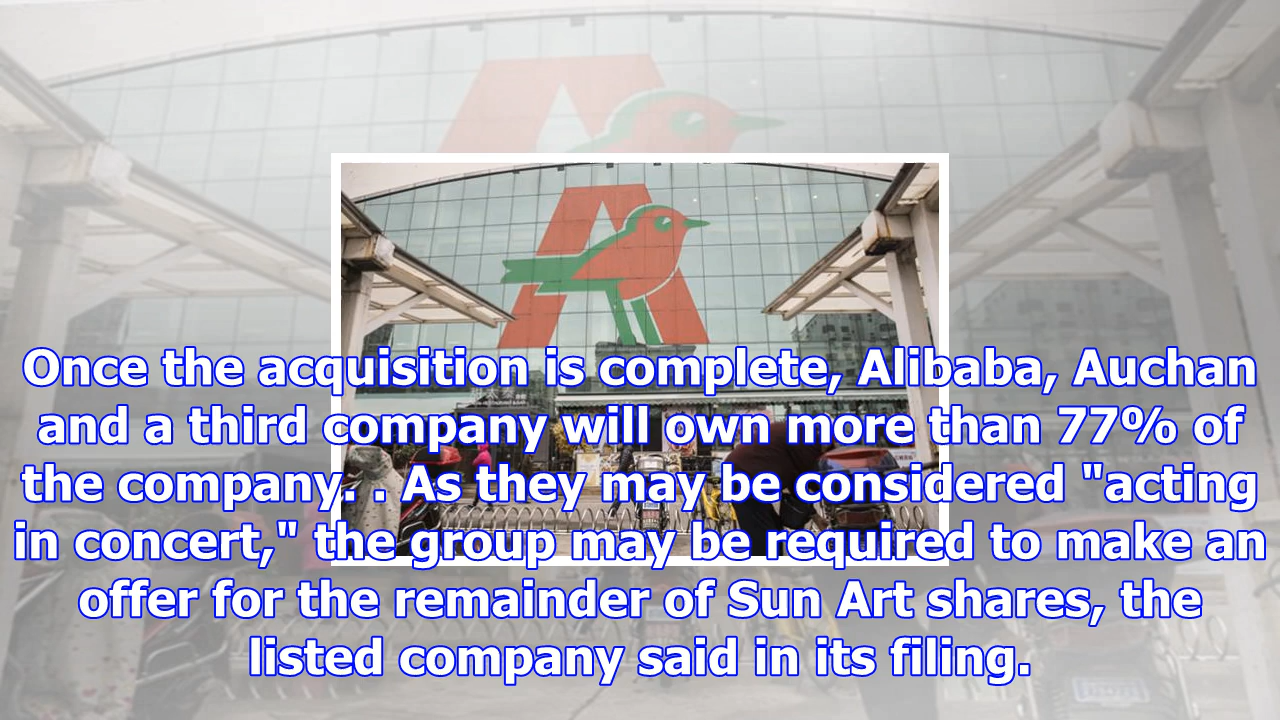 Once the acquisition is complete, Alibaba, Auchan
and a third company will own more than 77% of
the company. . As they may be considered "acting
in concert," the group may be required to make an
offer for the remainder of Sun Art shares, the
listed company said in its filing.